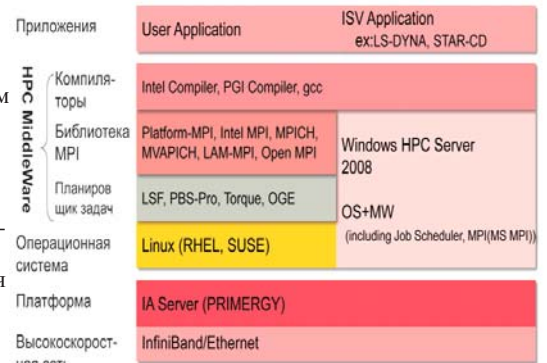 Приложения
User Application
ISV Application
ex:LS-DYNA, STAR-CD
HPC MiddleWare
Компиля-
торы
Intel Compiler, PGI Compiler, gcc
Библиотека
MPI
Platform-MPI, Intel MPI, MPICH,
MVAPICH, LAM-MPI, Open MPI
Планиров
щик задач
LSF, PBS-Pro, Torque, OGE
Windows HPC Server
2008
OS+MW
(including Job Scheduler, MPI(MS MPI))
Операционная
система
Linux (RHEL, SUSE)
Платформа
IA Server (PRIMERGY)
Высокоскорост-
InfiniBand/Ethernet